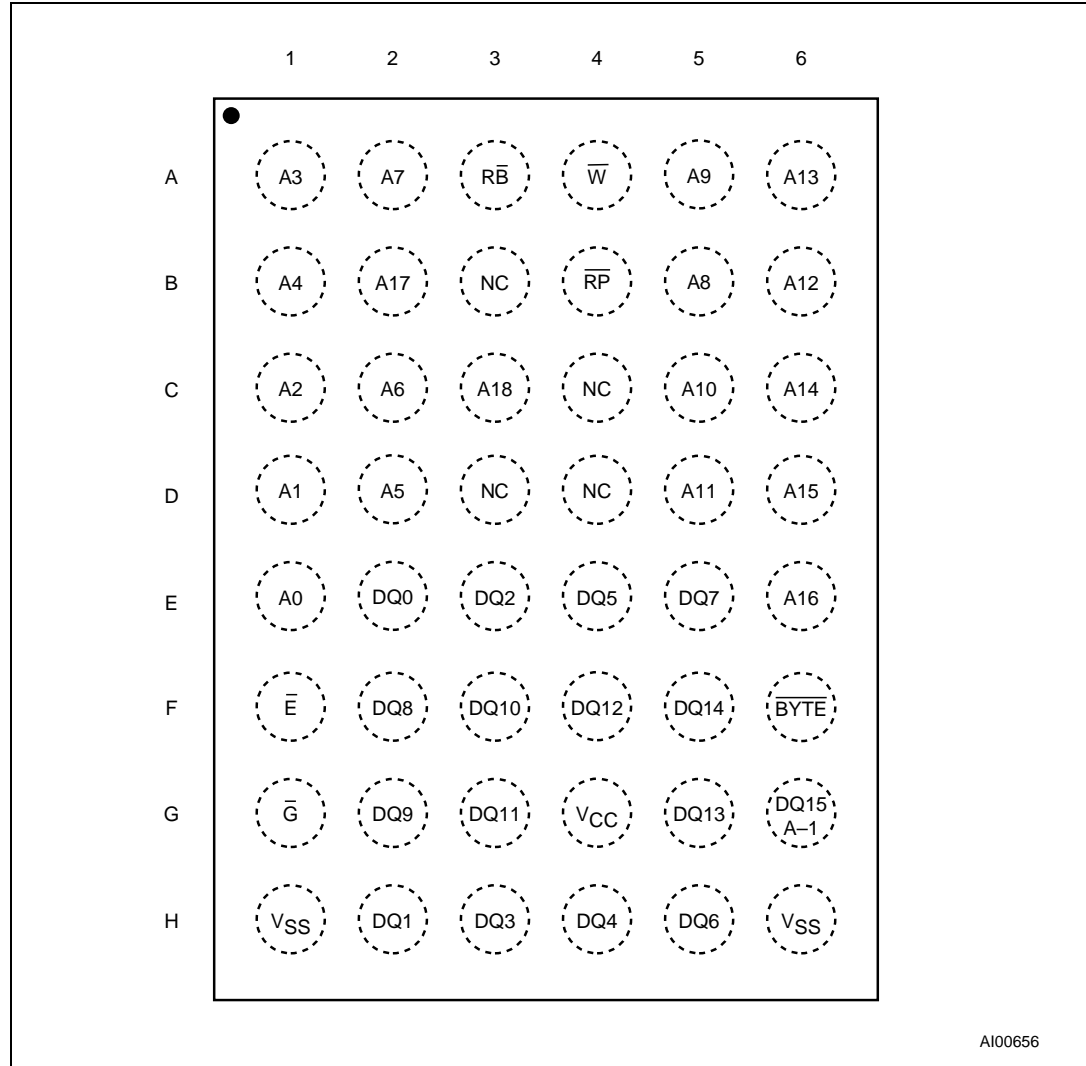 1 2 3 4 5 6
A A3 A7 RB̅ W̅ A9 A13
B A4 A17 NC R̅P̅ A8 A12
C A2 A6 A18 NC A10 A14
D A1 A5 NC NC A11 A15
E A0 DQ0 DQ2 DQ5 DQ7 A16
F E̅ DQ8 DQ10 DQ12 DQ14 B̅Y̅T̅E̅
G G̅ DQ9 DQ11 VCC DQ13 DQ15
A–1
H VSS DQ1 DQ3 DQ4 DQ6 VSS
AI00656